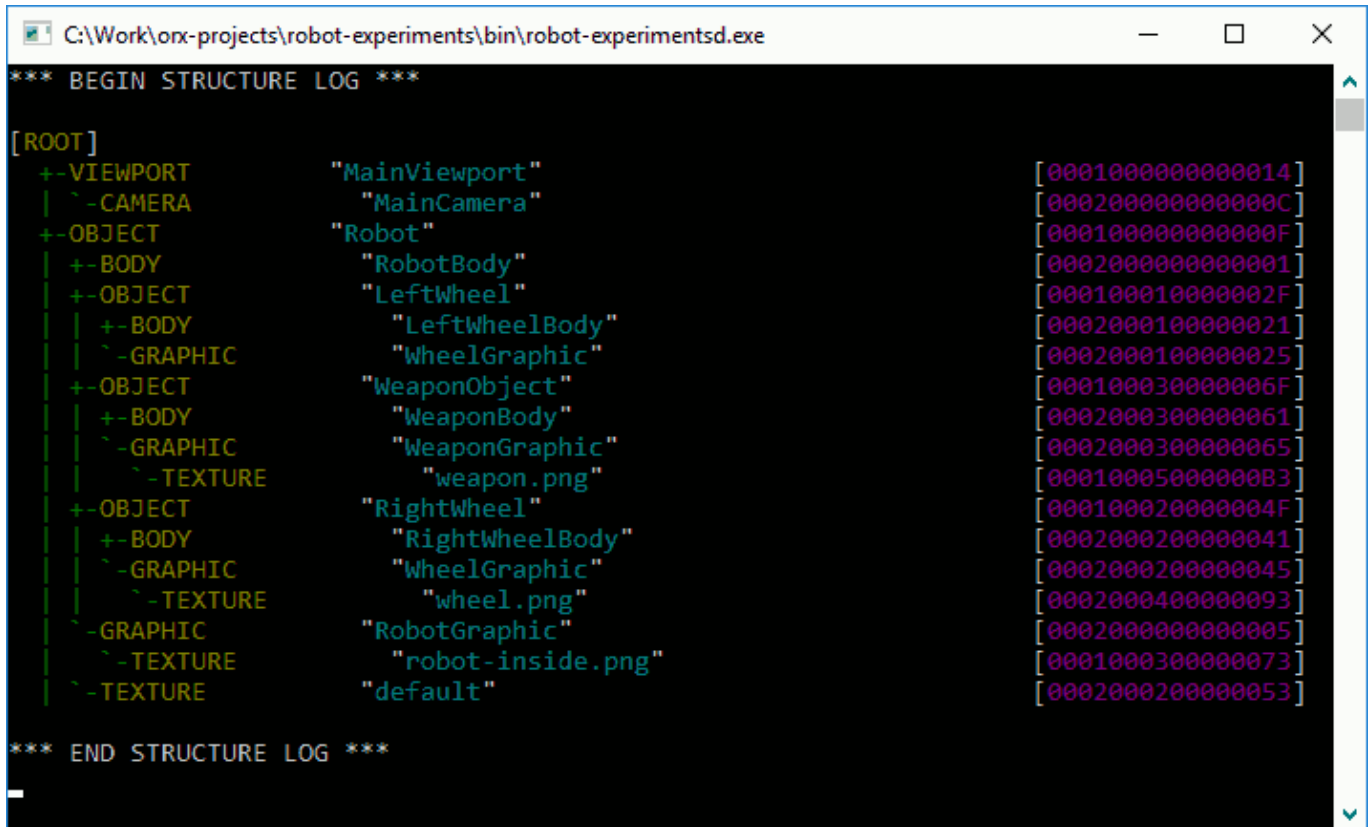 C:\Work\orx-projects\robot-experiments\bin\robot-experimentsd.exe
*** BEGIN STRUCTURE LOG ***
[ROOT]
+-VIEWPORT "MainViewport" [0001000000000014]
| `-CAMERA "MainCamera" [000200000000000C]
+-OBJECT "Robot" [000100000000000F]
| +-BODY "RobotBody" [0002000000000001]
| +-OBJECT "LeftWheel" [000100010000002F]
| | +-BODY "LeftWheelBody" [0002000100000021]
| | `-GRAPHIC "WheelGraphic" [0002000100000025]
| +-OBJECT "WeaponObject" [000100030000006F]
| | +-BODY "WeaponBody" [0002000300000061]
| | `-GRAPHIC "WeaponGraphic" [0002000300000065]
| | `-TEXTURE "weapon.png" [00010005000000B3]
| +-OBJECT "RightWheel" [000100020000004F]
| | +-BODY "RightWheelBody" [0002000200000041]
| | `-GRAPHIC "WheelGraphic" [0002000200000045]
| | `-TEXTURE "wheel.png" [0002000400000093]
| `-GRAPHIC "RobotGraphic" [0002000000000005]
| `-TEXTURE "robot-inside.png" [0001000300000073]
| `-TEXTURE "default" [0002000200000053]
*** END STRUCTURE LOG ***